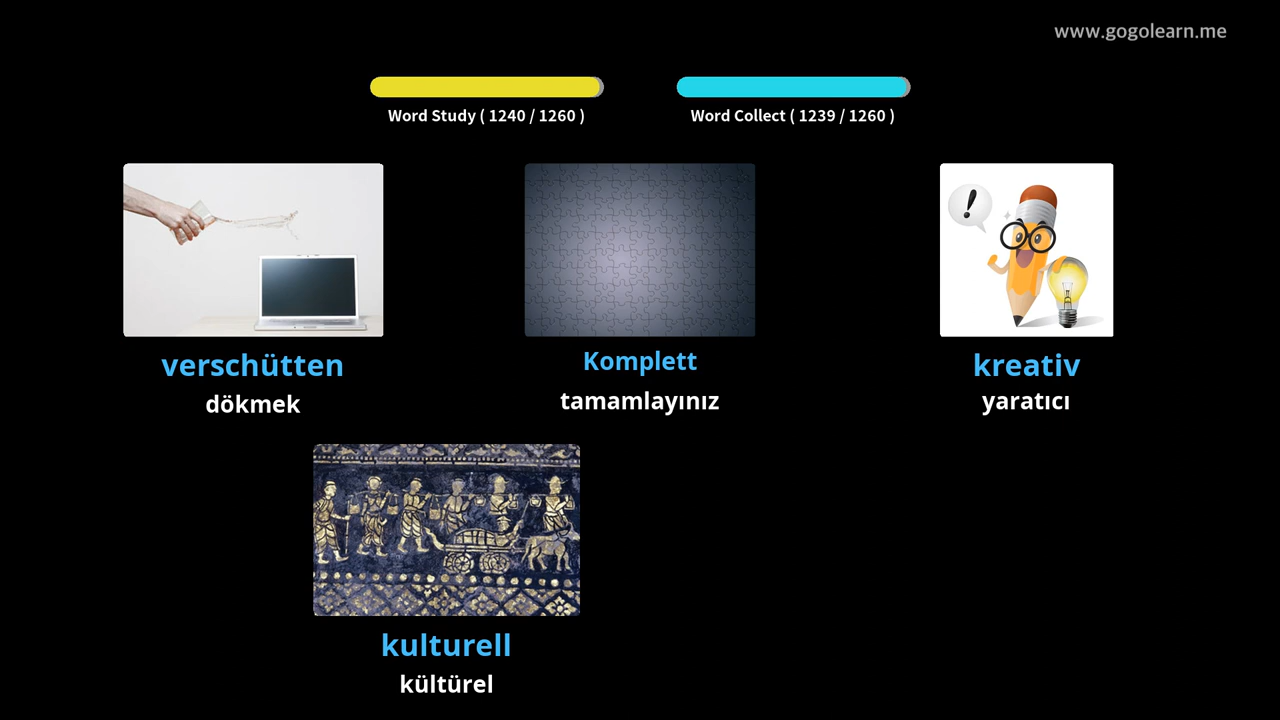 www.gogolearn.me
Word Study ( 1240 / 1260 )
Word Collect ( 1239 / 1260 )
verschütten
dökmek
Komplett
tamamlayınız
kreativ
yaratıcı
kulturell
kültürel
!